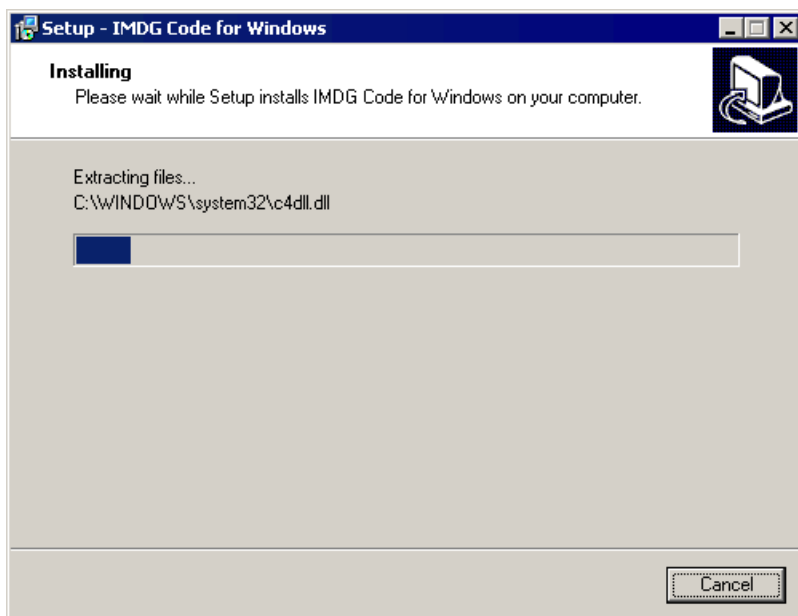 Setup - IMDG Code for Windows
Installing
Please wait while Setup installs IMDG Code for Windows on your computer.
Extracting files...
C:\WINDOWS\system32\c4dll.dll
Cancel